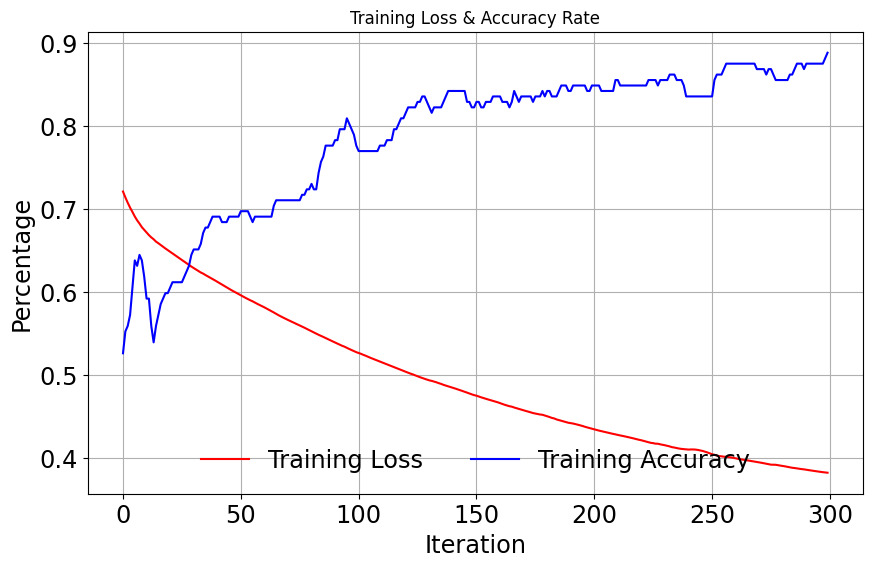 Training Loss & Accuracy Rate
0.9
0.8
0.7
0.6
0.5
0.4
Percentage
Training Loss
Training Accuracy
0 50 100 150 200 250 300
Iteration